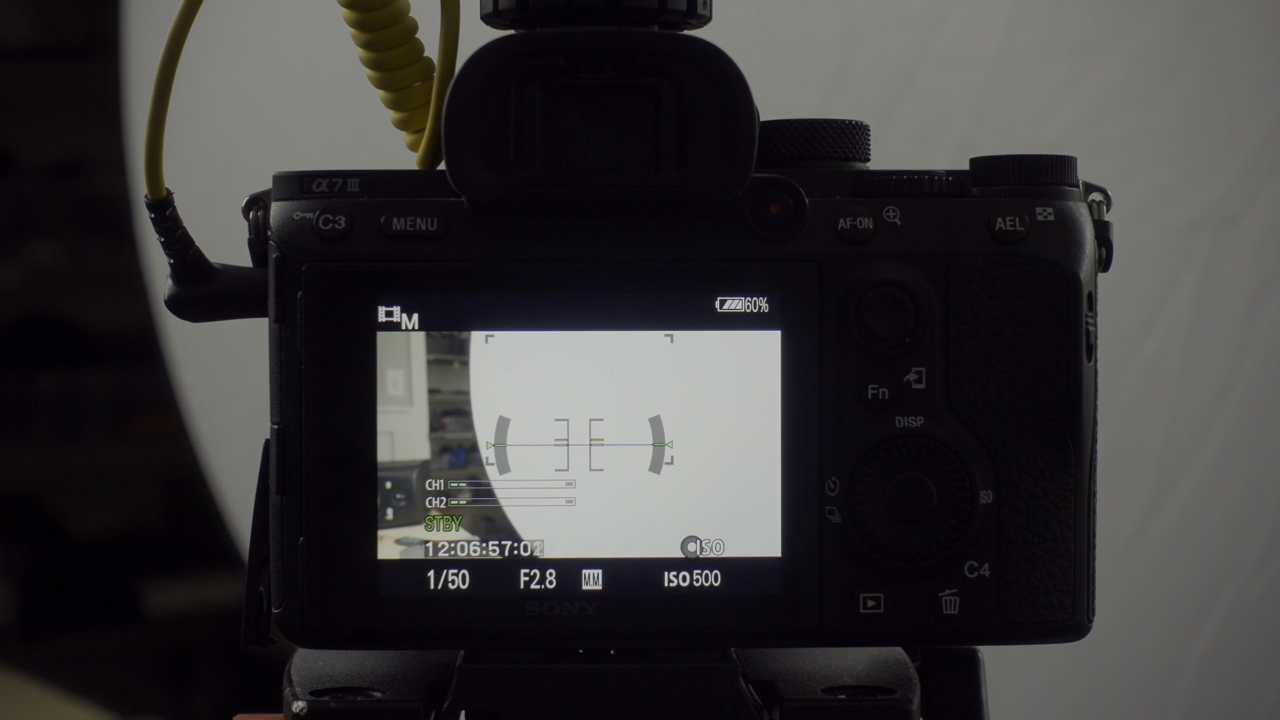 α7III
C3 MENU AF-ON AEL
M 60%
Fn
DISP
CH1
CH2
STBY
ISO
12:06:57:02 ISO
1/50 F2.8 M.M. ISO 500
C4
SONY